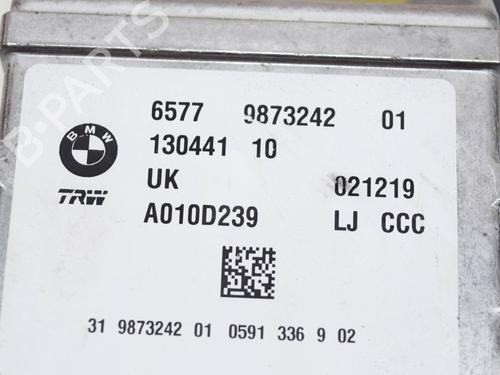 6577 9873242 01
130441 10
BMW
UK 021219
TRW
A010D239 LJ CCC
31 9873242 01 0591 336 9 02
B-PARTS